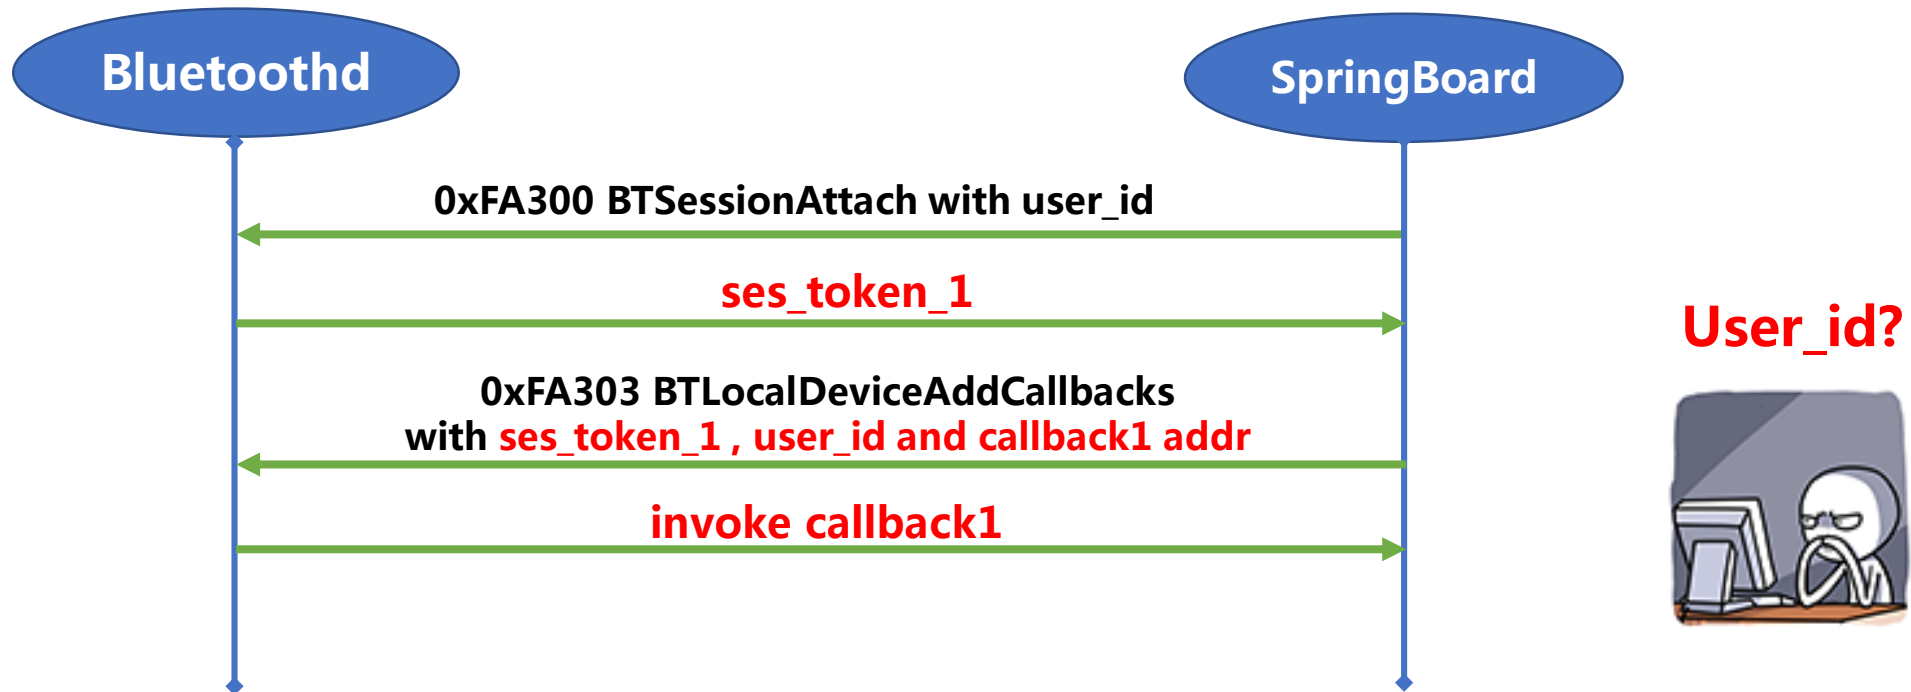 Bluetoothd
SpringBoard
0xFA300 BTSessionAttach with user_id
ses_token_1
User_id?
0xFA303 BTLocalDeviceAddCallbacks
with ses_token_1 , user_id and callback1 addr
invoke callback1